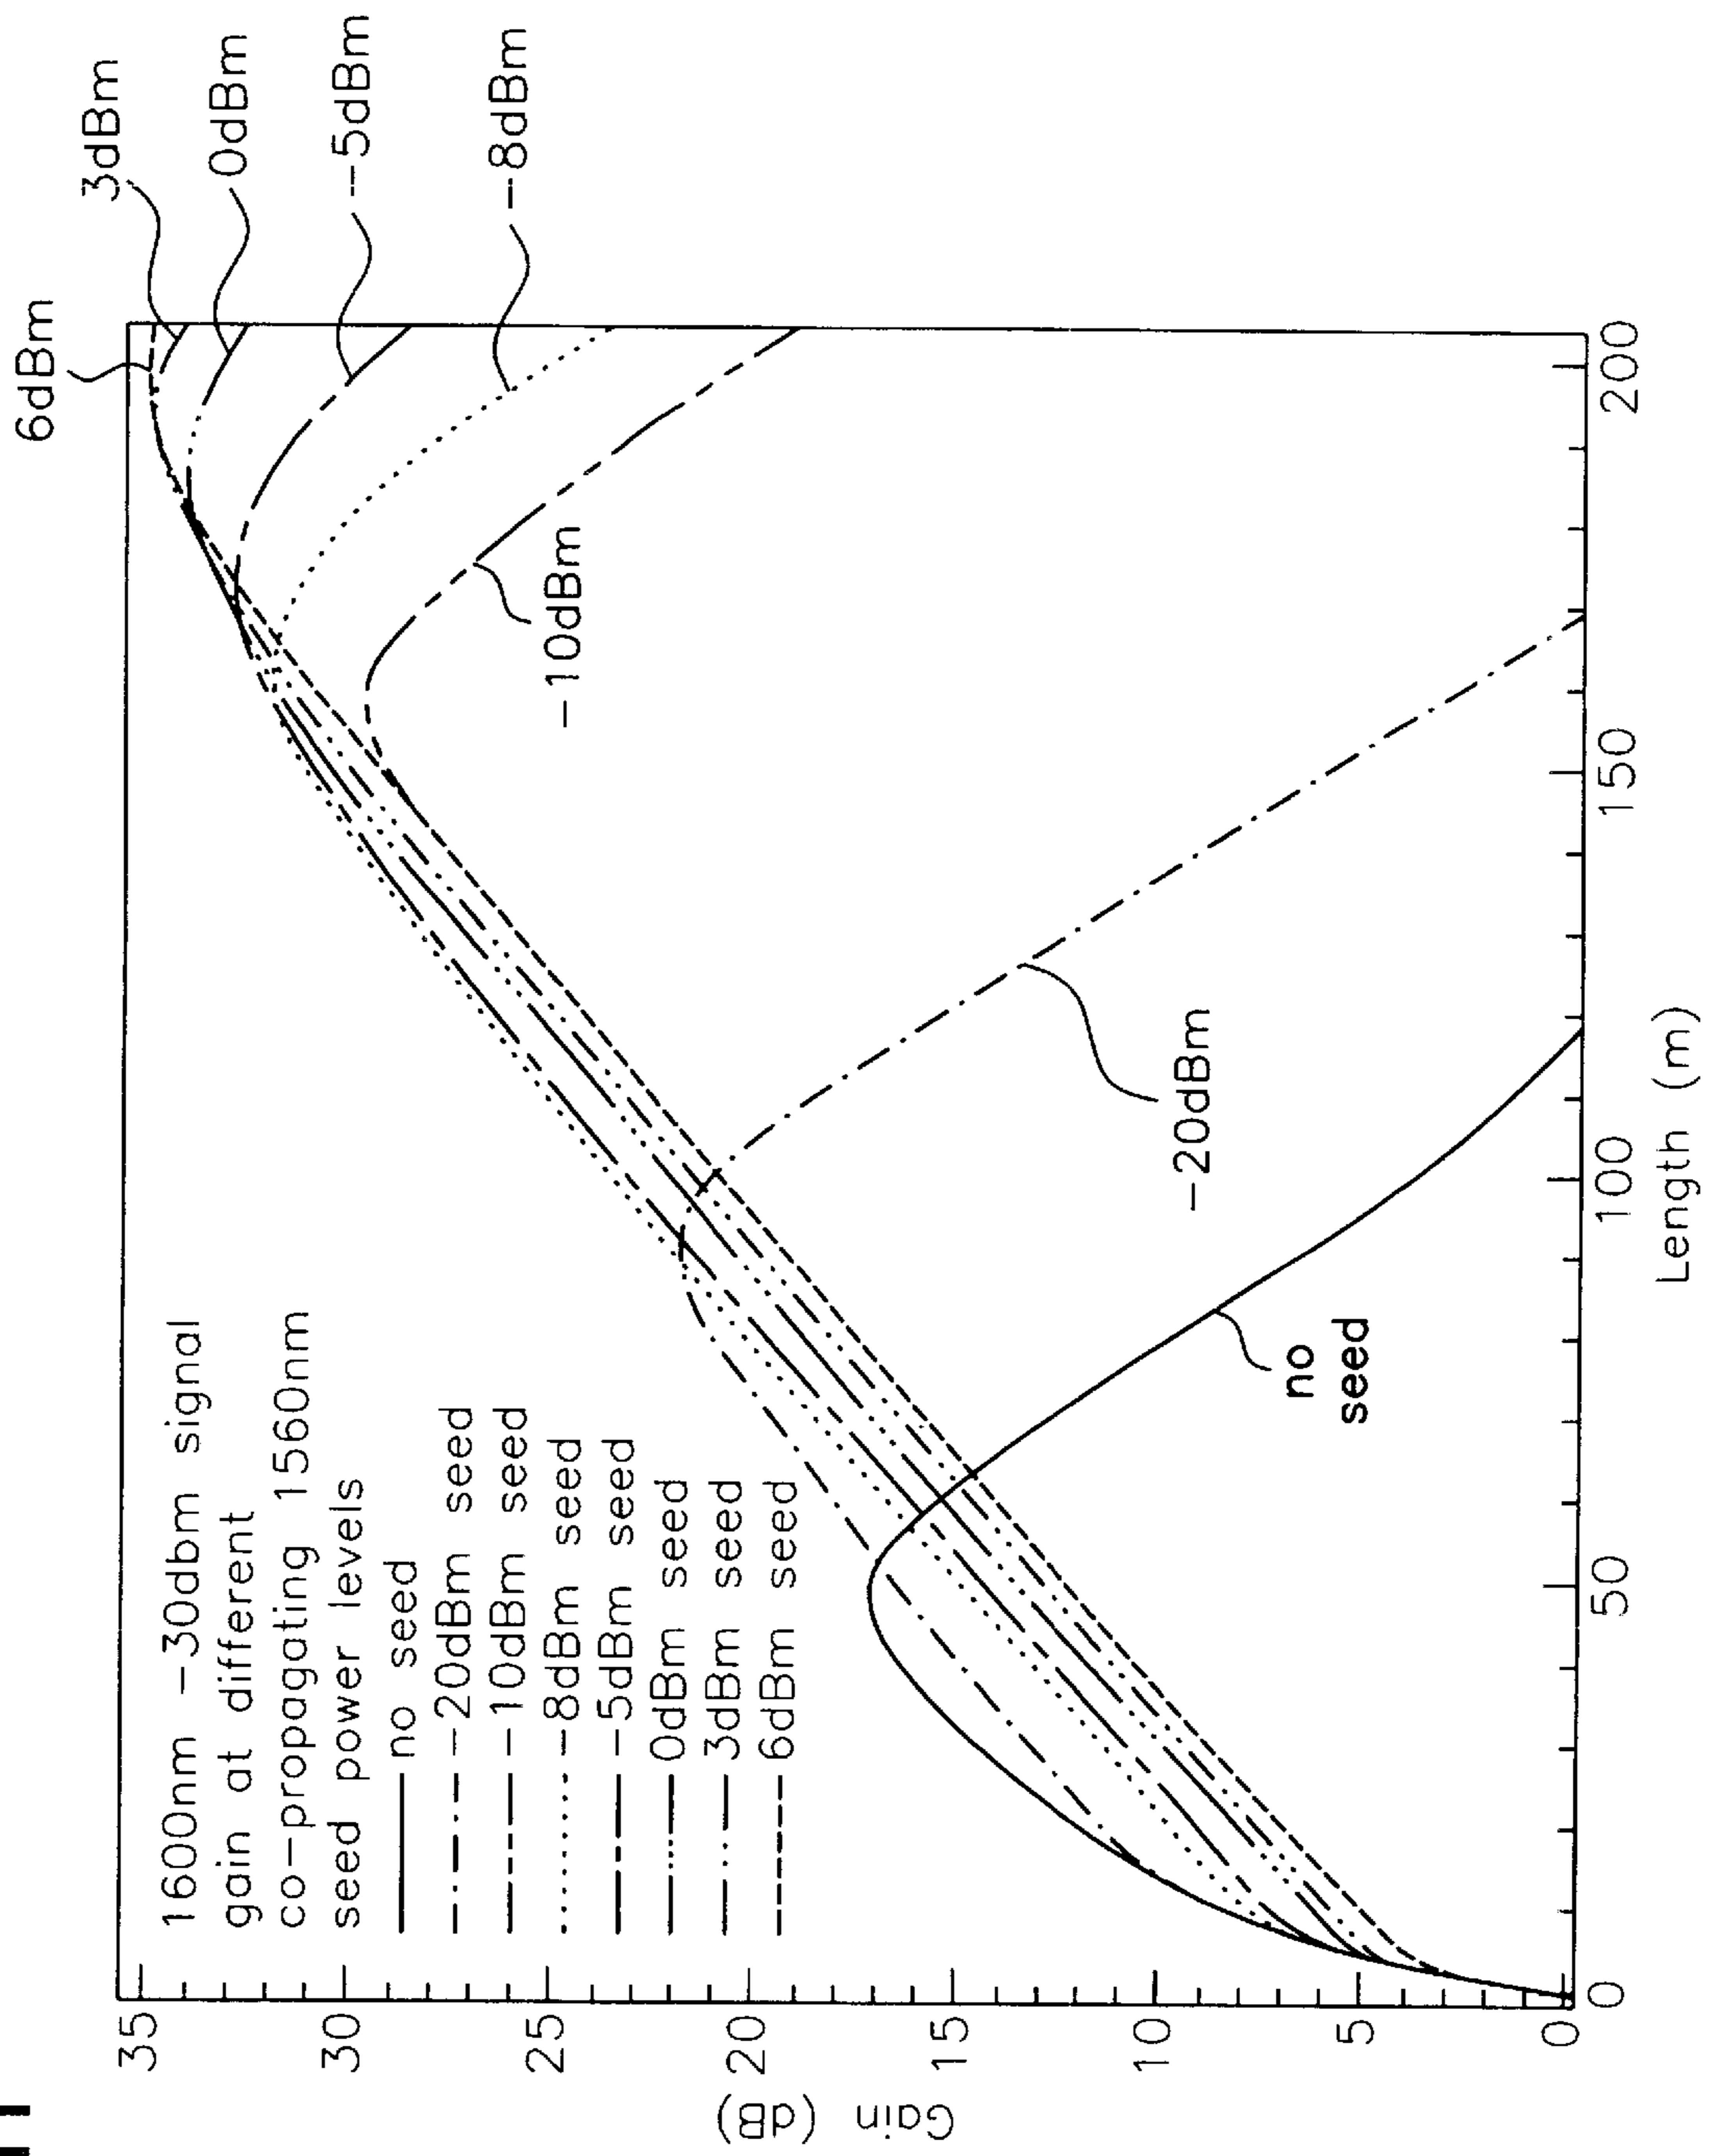 1600nm -30dbm signal
gain at different
co-propagating 1560nm
seed power levels
no seed
-20dBm seed
-10dBm seed
-8dBm seed
-5dBm seed
0dBm seed
3dBm seed
6dBm seed
6dBm
3dBm
0dBm
-5dBm
-8dBm
-10dBm
-20dBm
no
seed
35
30
25
20
15
10
5
0
Gain
(dB)
0
50
100
150
200
Length (m)